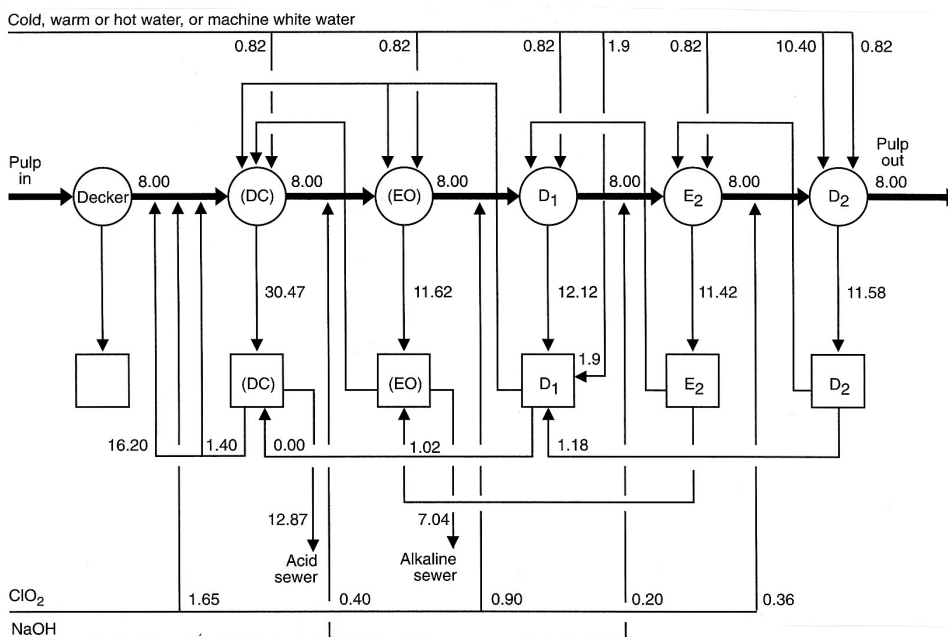 Cold, warm or hot water, or machine white water
0.82
0.82
0.82
1.9
0.82
10.40
0.82
Pulp
in
Pulp
out
Decker
8.00
(DC)
8.00
(EO)
8.00
D1
8.00
E2
8.00
D2
8.00
30.47
11.62
12.12
11.42
11.58
1.9
(DC)
(EO)
D1
E2
D2
16.20
1.40
0.00
1.02
1.18
12.87
7.04
Acid
sewer
Alkaline
sewer
ClO2
1.65
0.40
0.90
0.20
0.36
NaOH